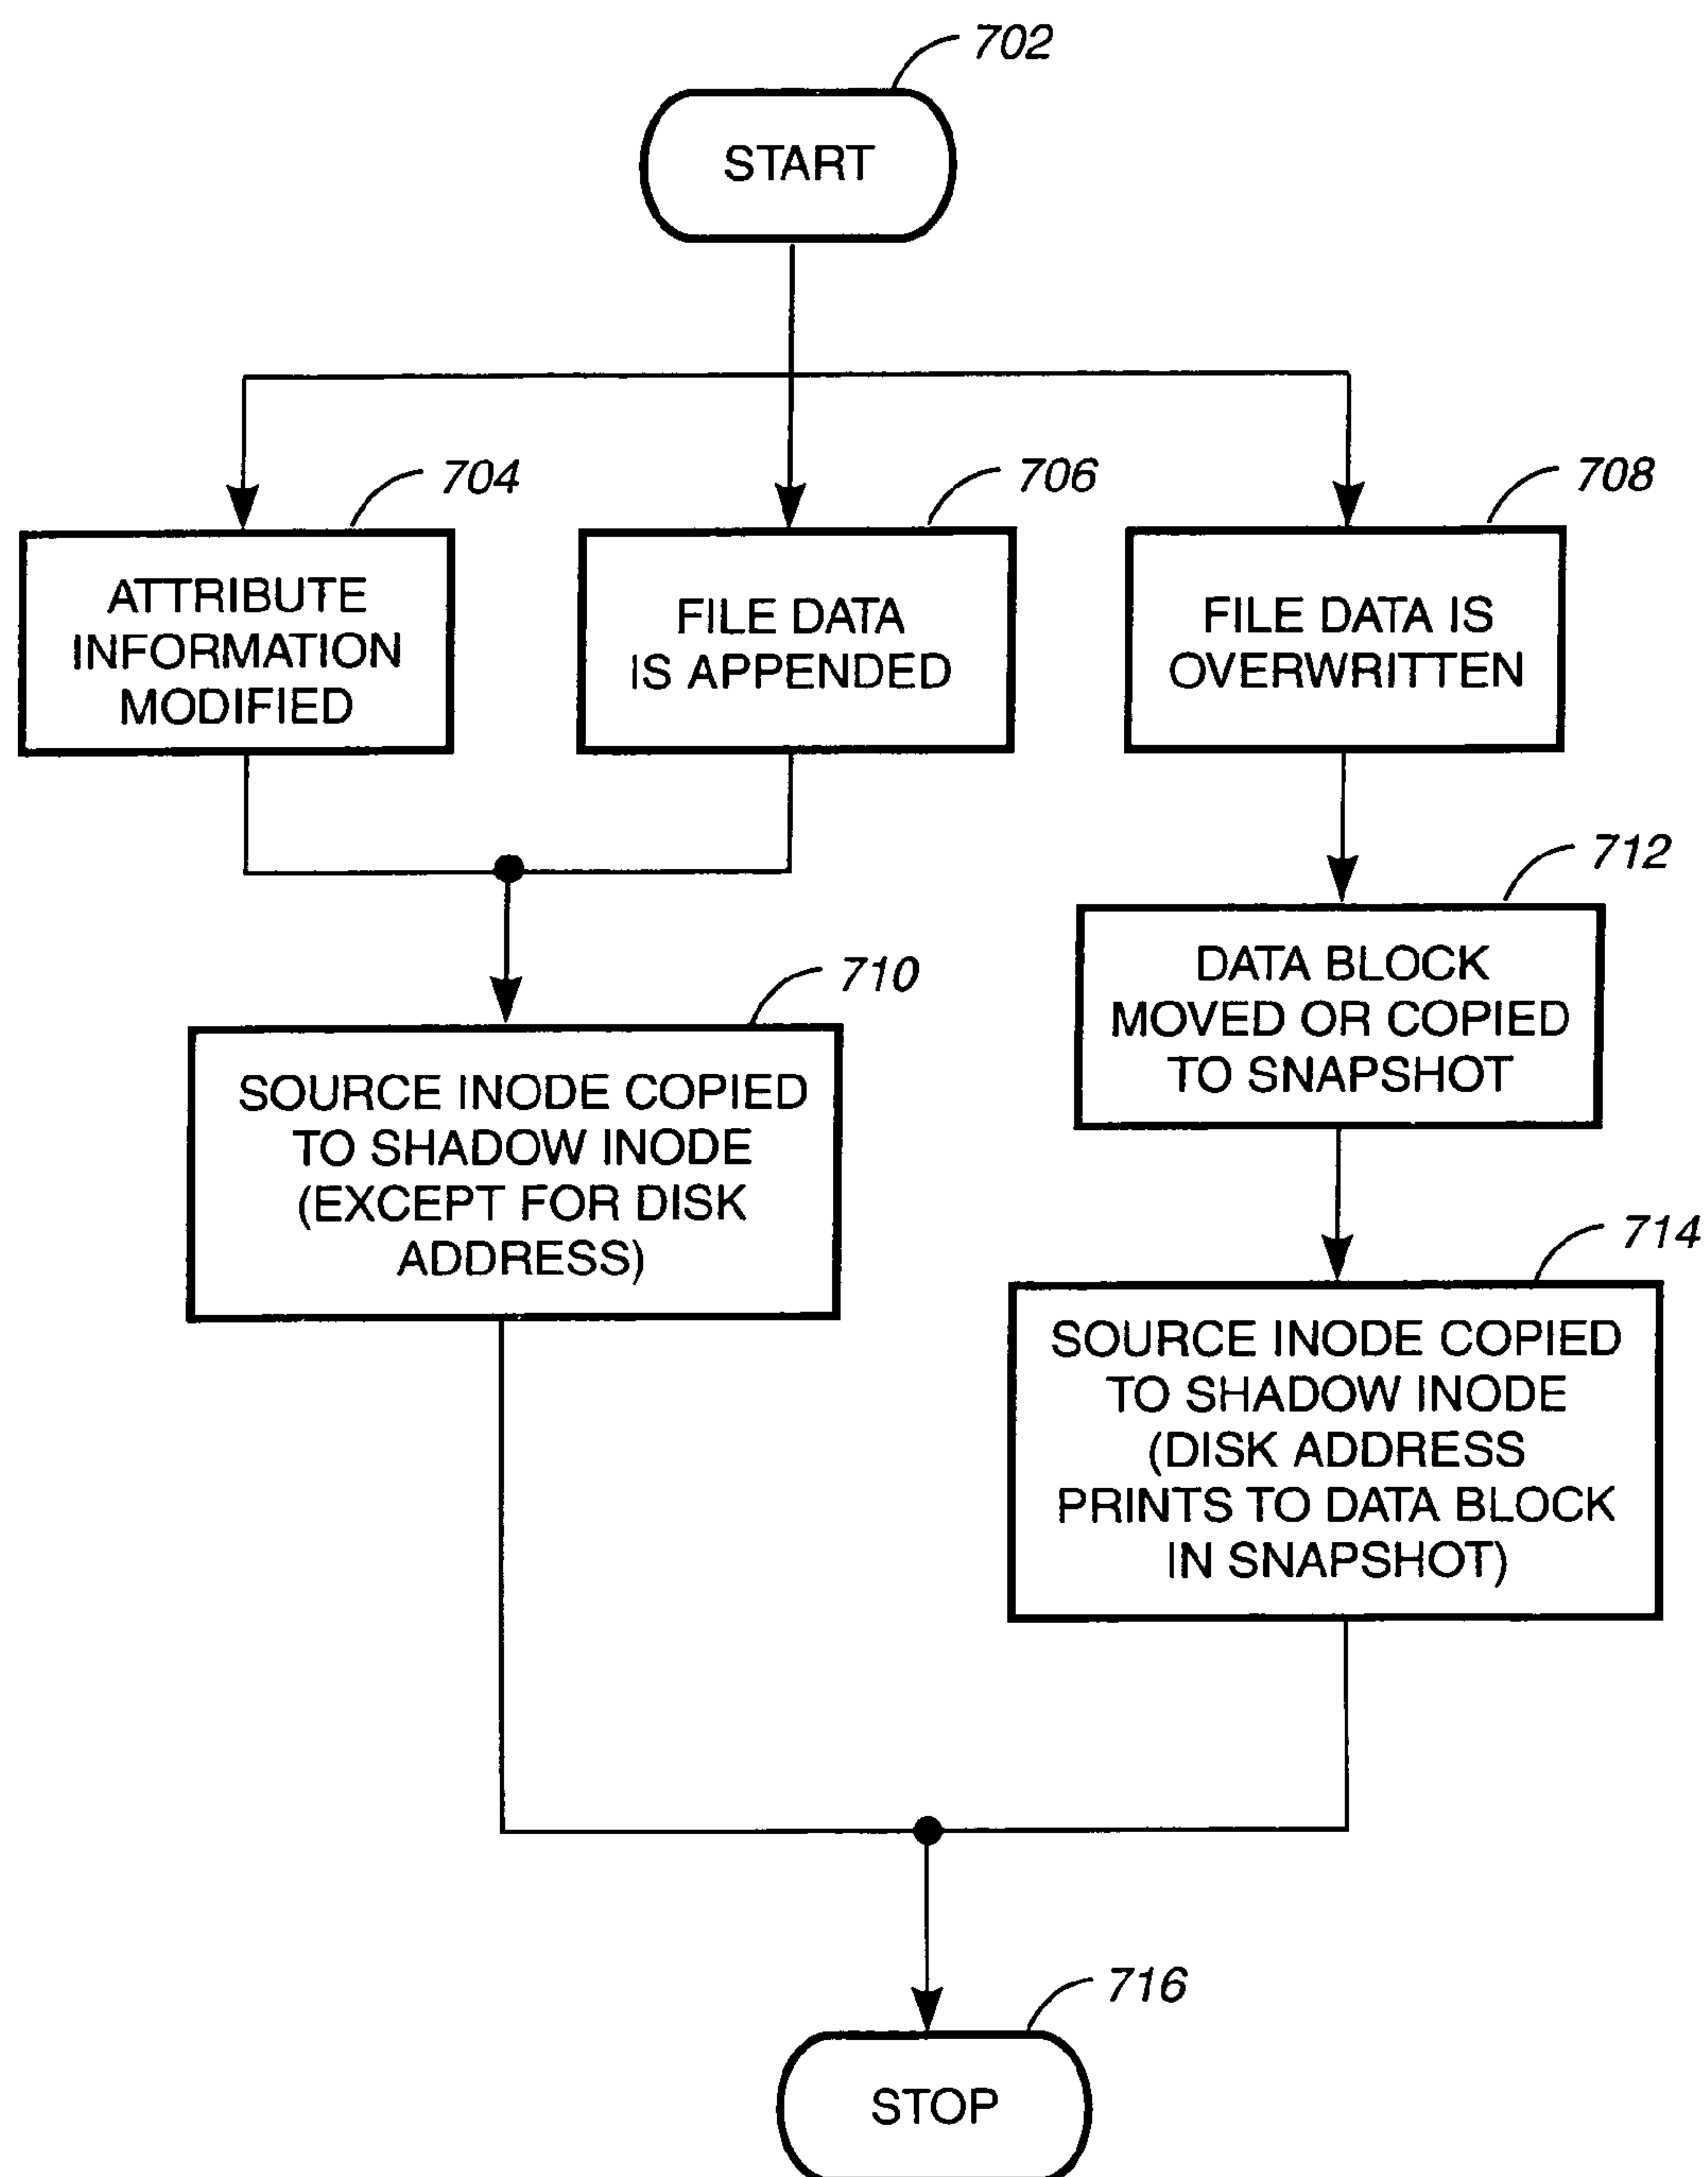 702
START
704
ATTRIBUTE
INFORMATION
MODIFIED
706
FILE DATA
IS APPENDED
708
FILE DATA IS
OVERWRITTEN
712
DATA BLOCK
MOVED OR COPIED
TO SNAPSHOT
710
SOURCE INODE COPIED
TO SHADOW INODE
(EXCEPT FOR DISK
ADDRESS)
714
SOURCE INODE COPIED
TO SHADOW INODE
(DISK ADDRESS
PRINTS TO DATA BLOCK
IN SNAPSHOT)
716
STOP